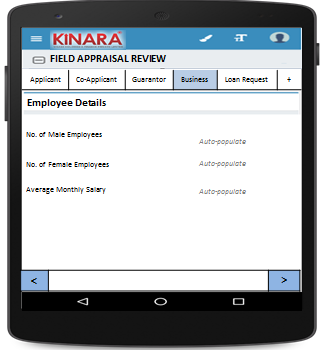 KINARA
FIELD APPRAISAL REVIEW
Applicant Co-Applicant Guarantor Business Loan Request +
Employee Details
No. of Male Employees Auto-populate
No. of Female Employees Auto-populate
Average Monthly Salary Auto-populate
< >